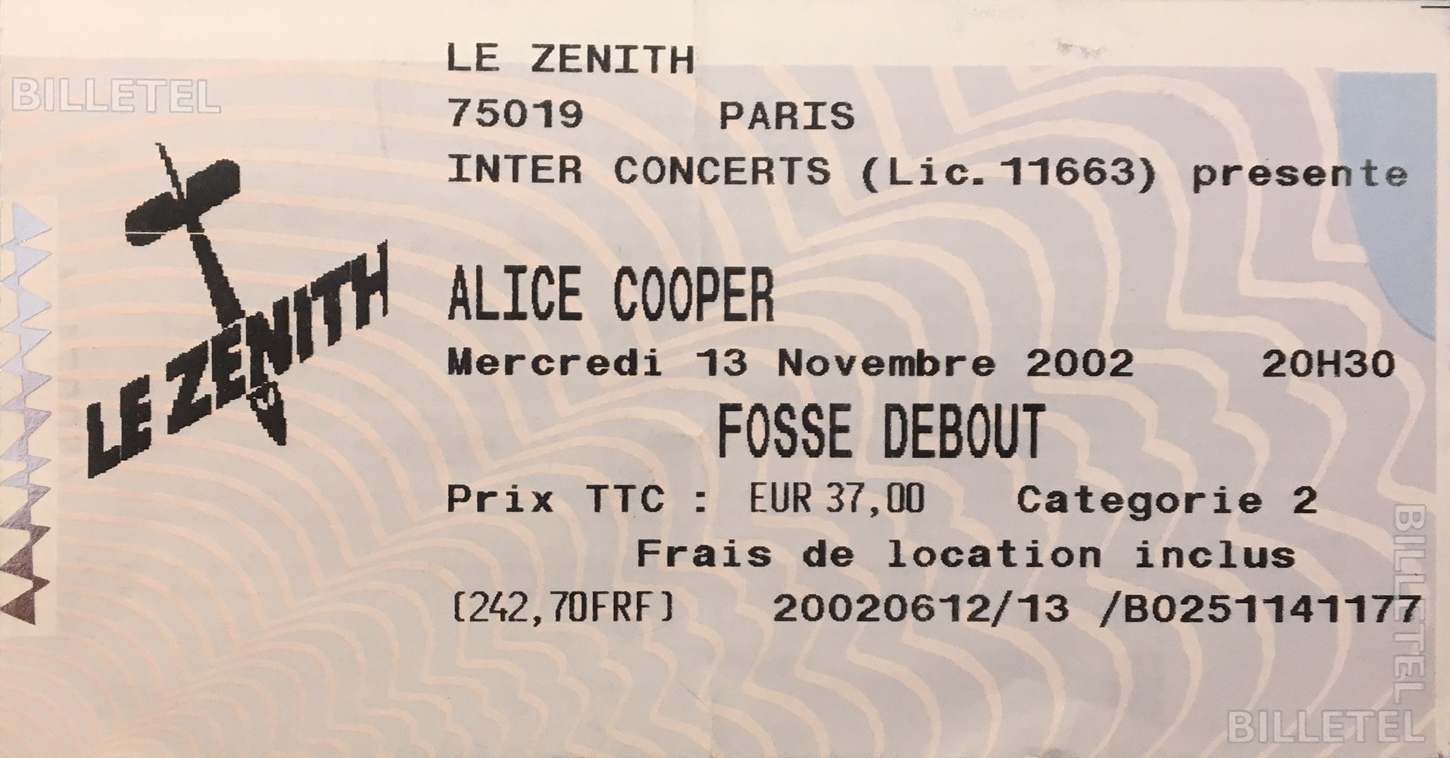 BILLETEL
LE ZENITH
LE ZENITH
75019 PARIS
INTER CONCERTS (Lic.11663) presente
ALICE COOPER
Mercredi 13 Novembre 2002 20H30
FOSSE DEBOUT
Prix TTC : EUR 37,00 Categorie 2
Frais de location inclus
(242,70FRF) 20020612/13 /B0251141177
BILLETEL
BILLETEL